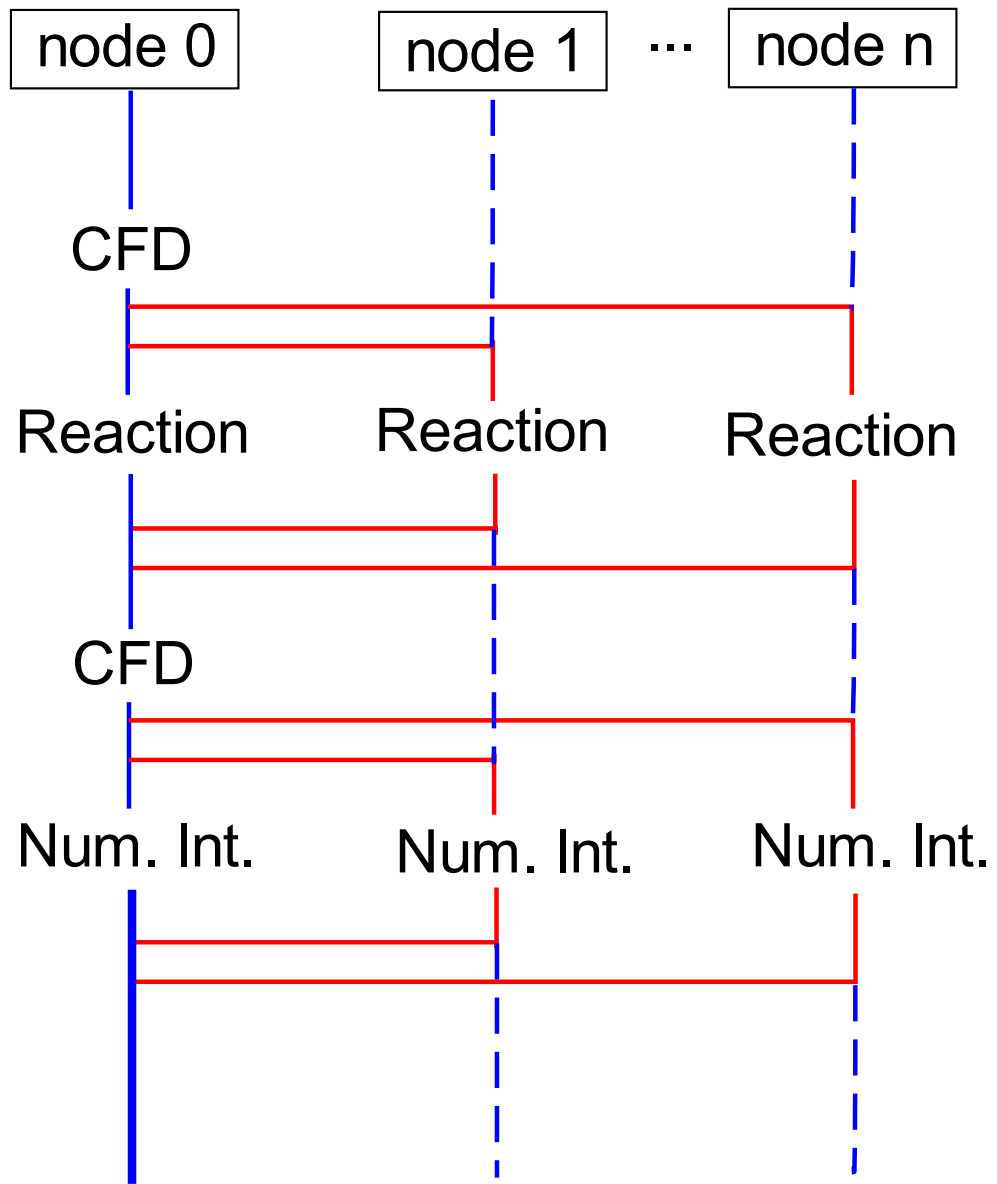 node 0 node 1 ... node n
CFD
Reaction Reaction Reaction
CFD
Num. Int. Num. Int. Num. Int.